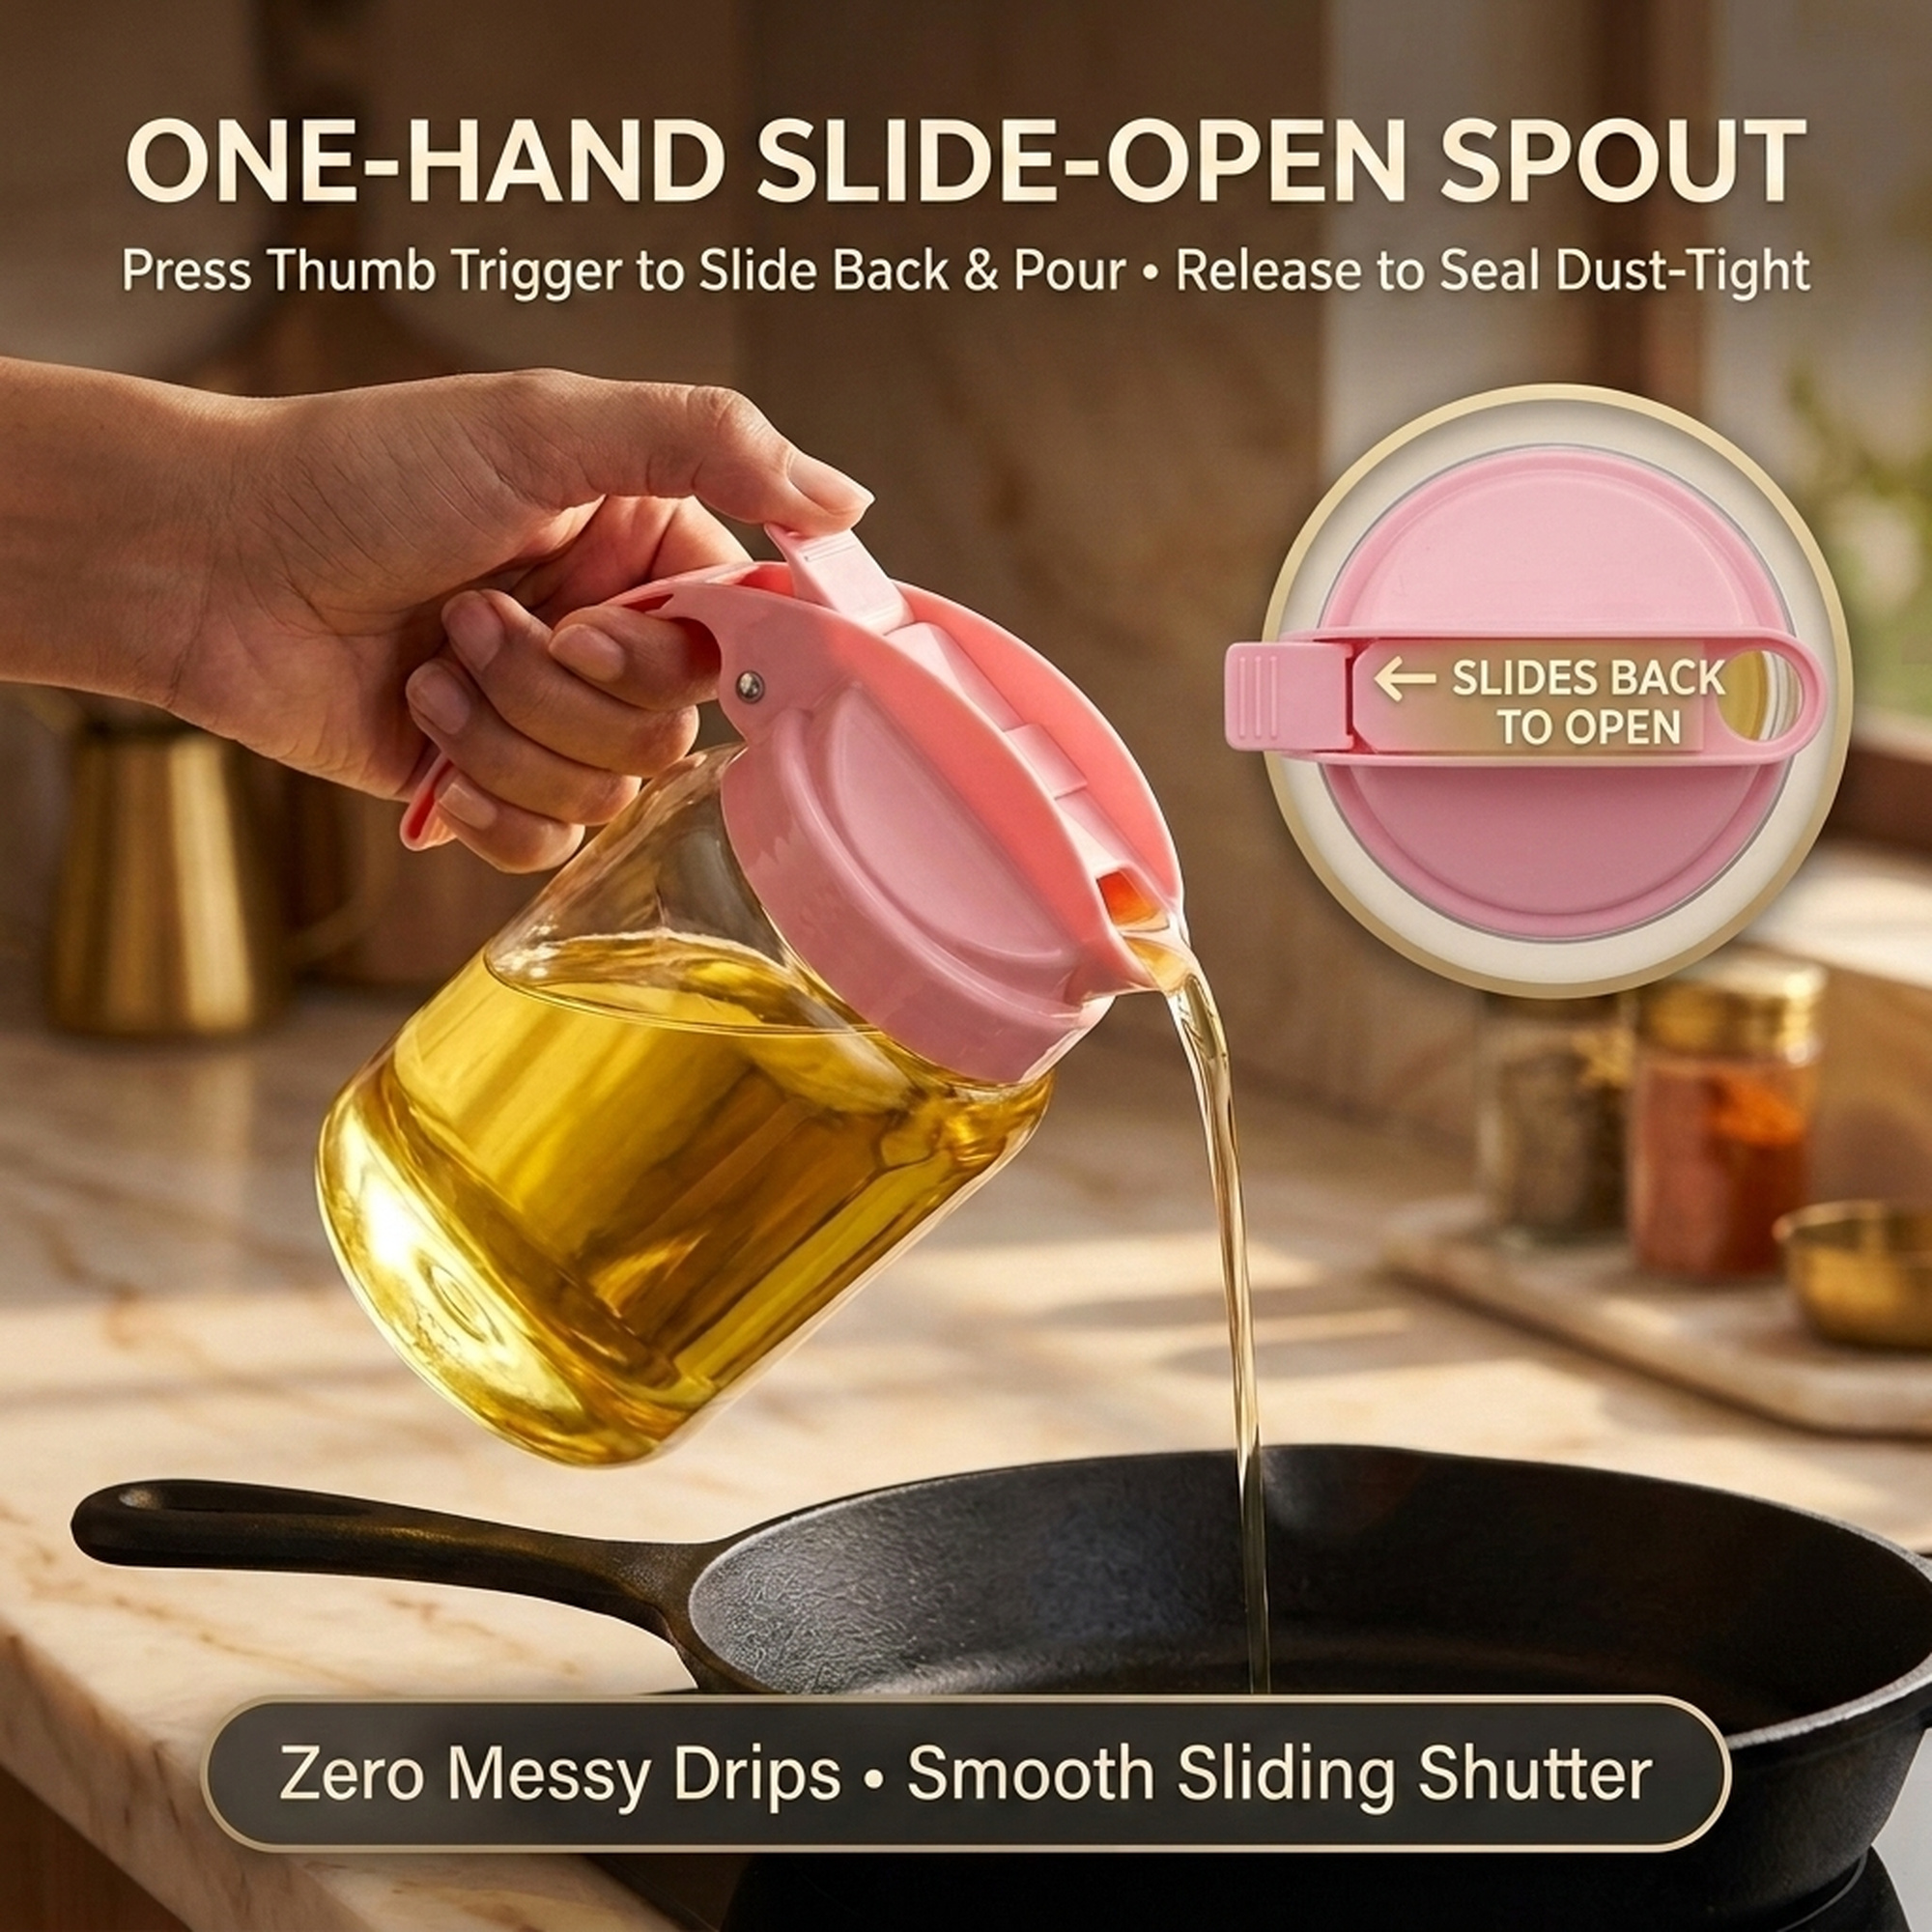 ONE-HAND SLIDE-OPEN SPOUT
Press Thumb Trigger to Slide Back & Pour • Release to Seal Dust-Tight
← SLIDES BACK
TO OPEN
Zero Messy Drips • Smooth Sliding Shutter